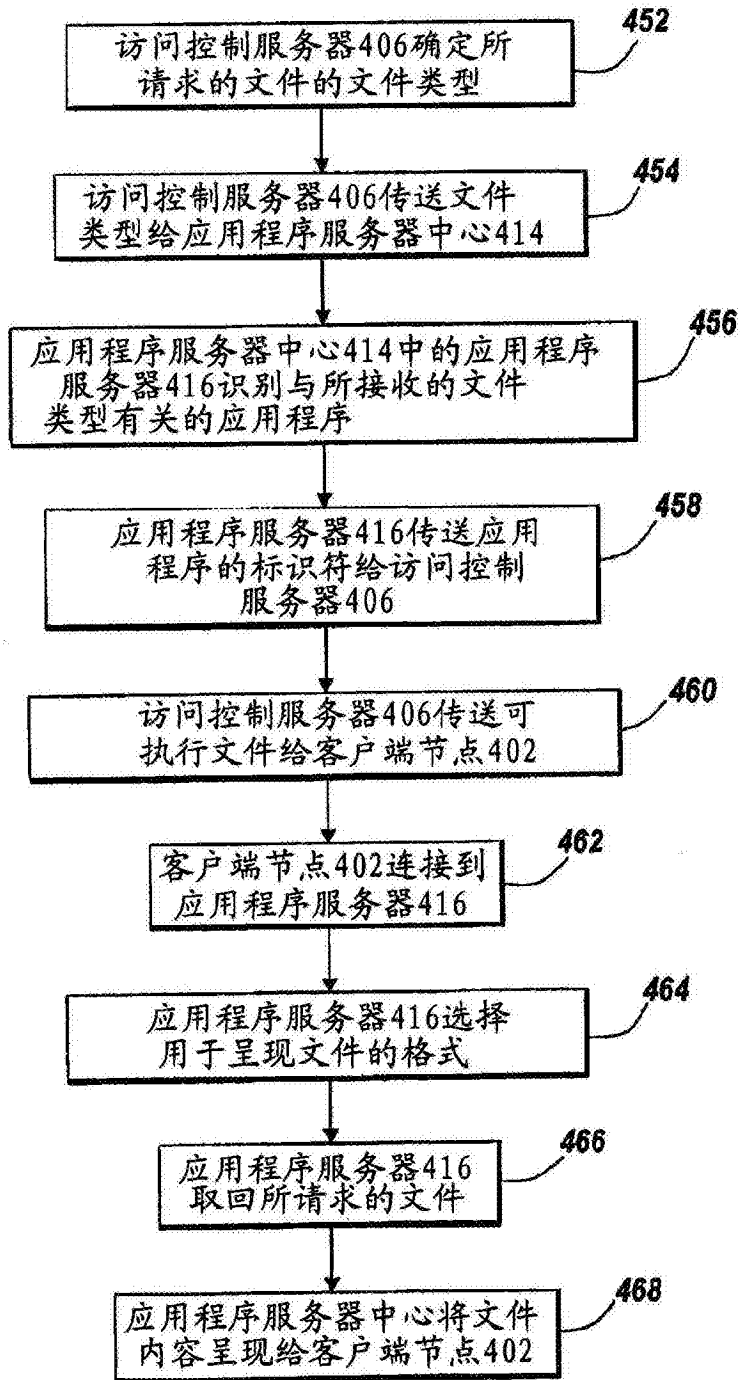 访问控制服务器406确定所
请求的文件的文件类型
452
访问控制服务器406传送文件
类型给应用程序服务器中心414
454
应用程序服务器中心414中的应用程序
服务器416识别与所接收的文件
类型有关的应用程序
456
应用程序服务器416传送应用
程序的标识符给访问控制
服务器406
458
访问控制服务器406传送可
执行文件给客户端节点402
460
客户端节点402连接到
应用程序服务器416
462
应用程序服务器416选择
用于呈现文件的格式
464
应用程序服务器416
取回所请求的文件
466
应用程序服务器中心将文件
内容呈现给客户端节点402
468